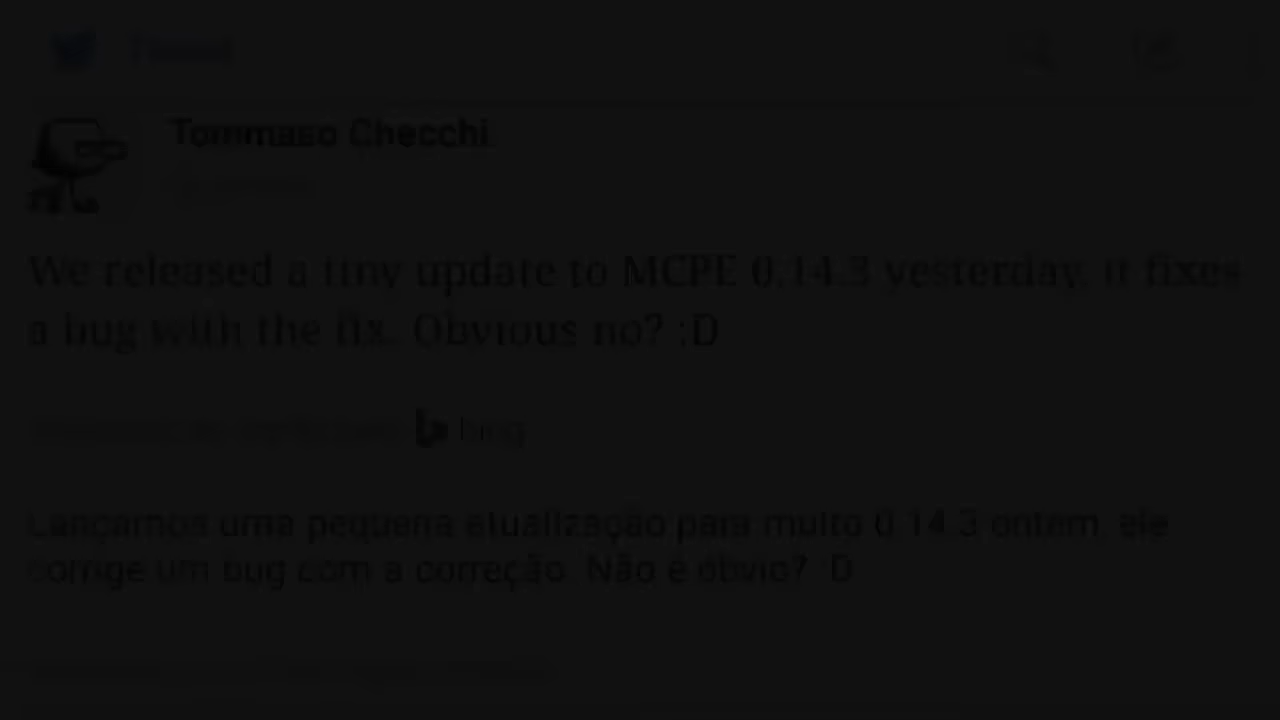 Tweet
Tommaso Checchi
We released a tiny update to MCPE 0.14.3 yesterday, it fixes
a bug with the fix. Obvious no? :D
bing
Lançamos uma pequena atualização para muito 0.14.3 ontem, ele
corrige um bug com a correção. Não é óbvio? :D